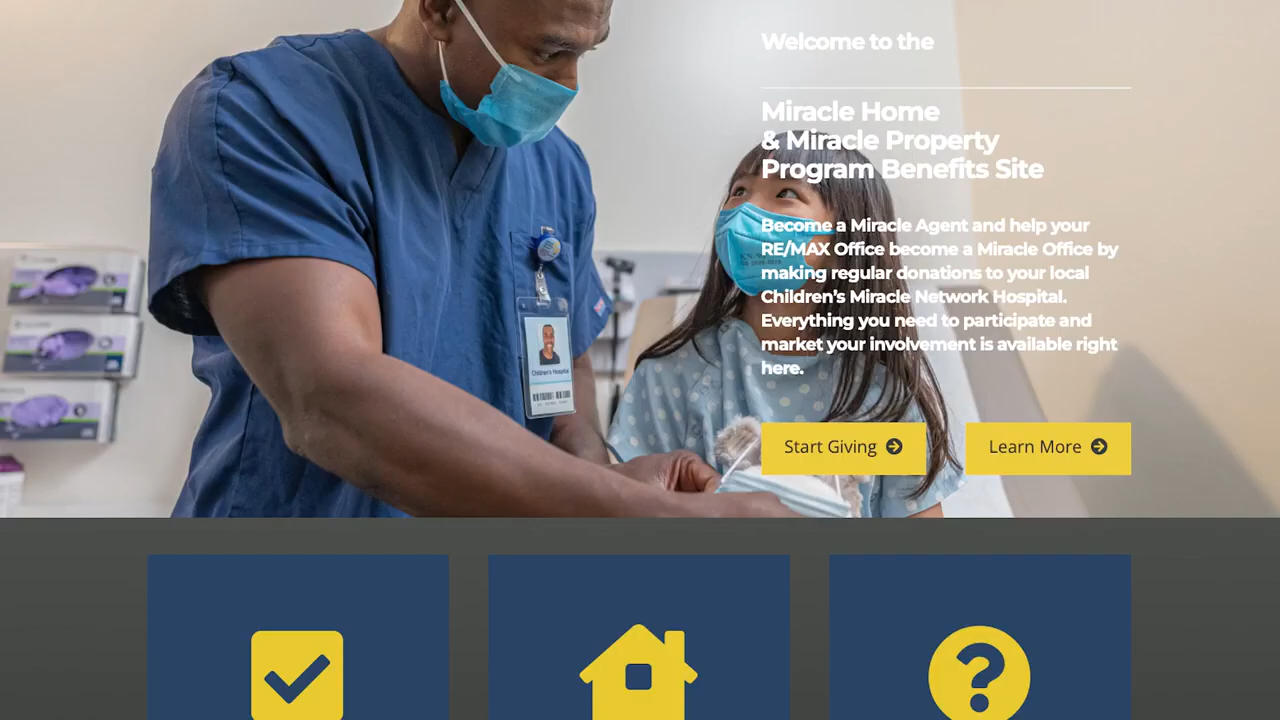 Welcome to the
Miracle Home
& Miracle Property
Program Benefits Site
Become a Miracle Agent and help your
RE/MAX Office become a Miracle Office by
making regular donations to your local
Children's Miracle Network Hospital.
Everything you need to participate and
market your involvement is available right
here.
Start Giving
Learn More
Children's Hospital